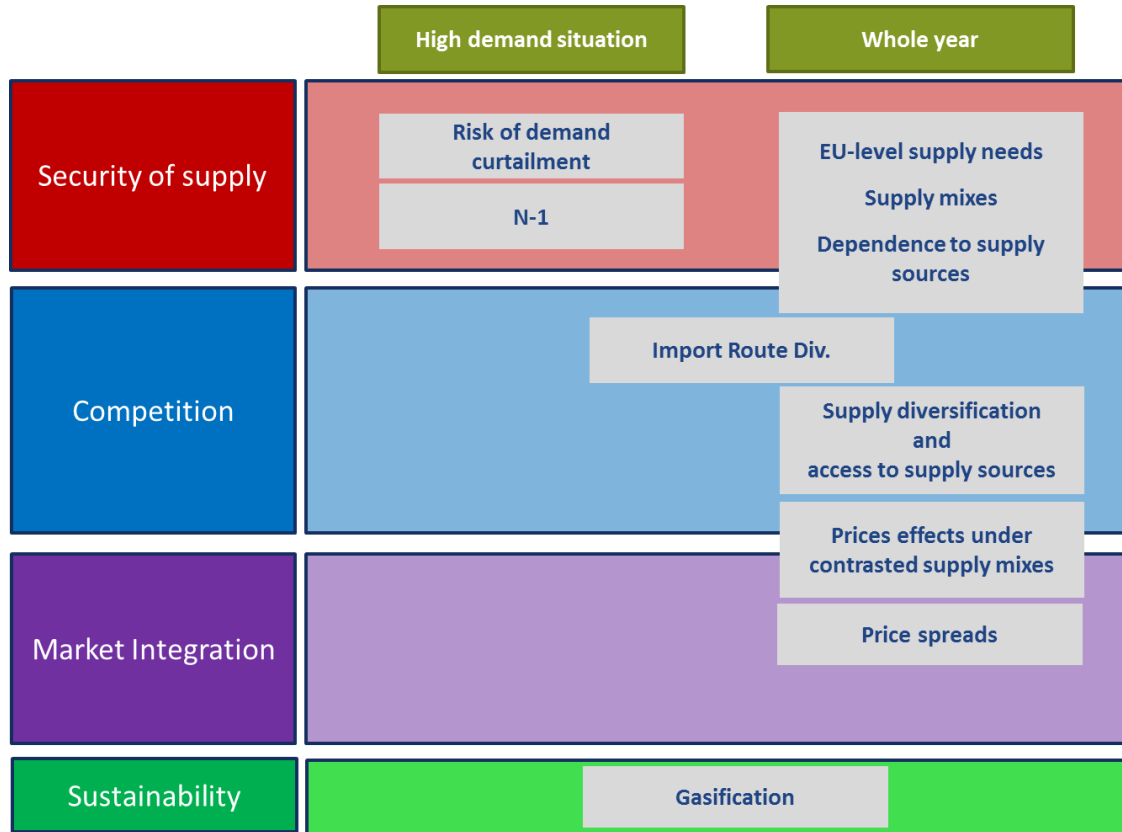 High demand situation
Whole year
Security of supply
Risk of demand
curtailment
N-1
EU-level supply needs
Supply mixes
Dependence to supply
sources
Competition
Import Route Div.
Supply diversification
and
access to supply sources
Prices effects under
contrasted supply mixes
Market Integration
Price spreads
Sustainability
Gasification